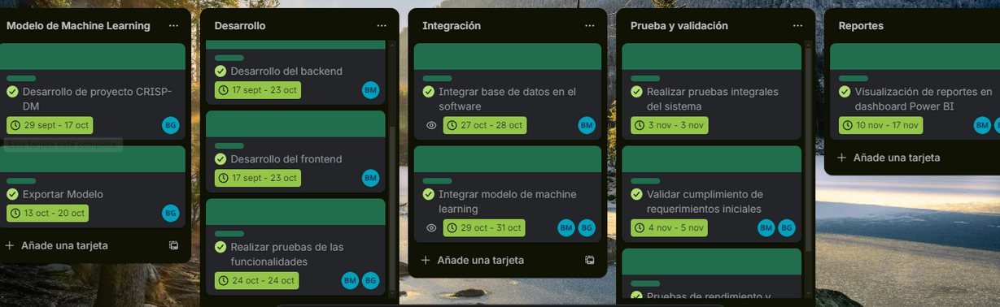 Modelo de Machine Learning
Desarrollo de proyecto CRISP-
DM
29 sept - 17 oct
BG
Exportar Modelo
13 oct - 20 oct
BG
Añade una tarjeta
Desarrollo
Desarrollo del backend
17 sept - 23 oct
BM
Desarrollo del frontend
17 sept - 23 oct
BM
Realizar pruebas de las
funcionalidades
24 oct - 24 oct
BM BG
Integración
Integrar base de datos en el
software
27 oct - 28 oct
BM
Integrar modelo de machine
learning
29 oct - 31 oct
BM BG
Añade una tarjeta
Prueba y validación
Realizar pruebas integrales
del sistema
3 nov - 3 nov
Validar cumplimiento de
requerimientos iniciales
4 nov - 5 nov
BM BG
Pruebas de rendimiento y
Reportes
Visualización de reportes en
dashboard Power BI
10 nov - 17 nov
BM
Añade una tarjeta